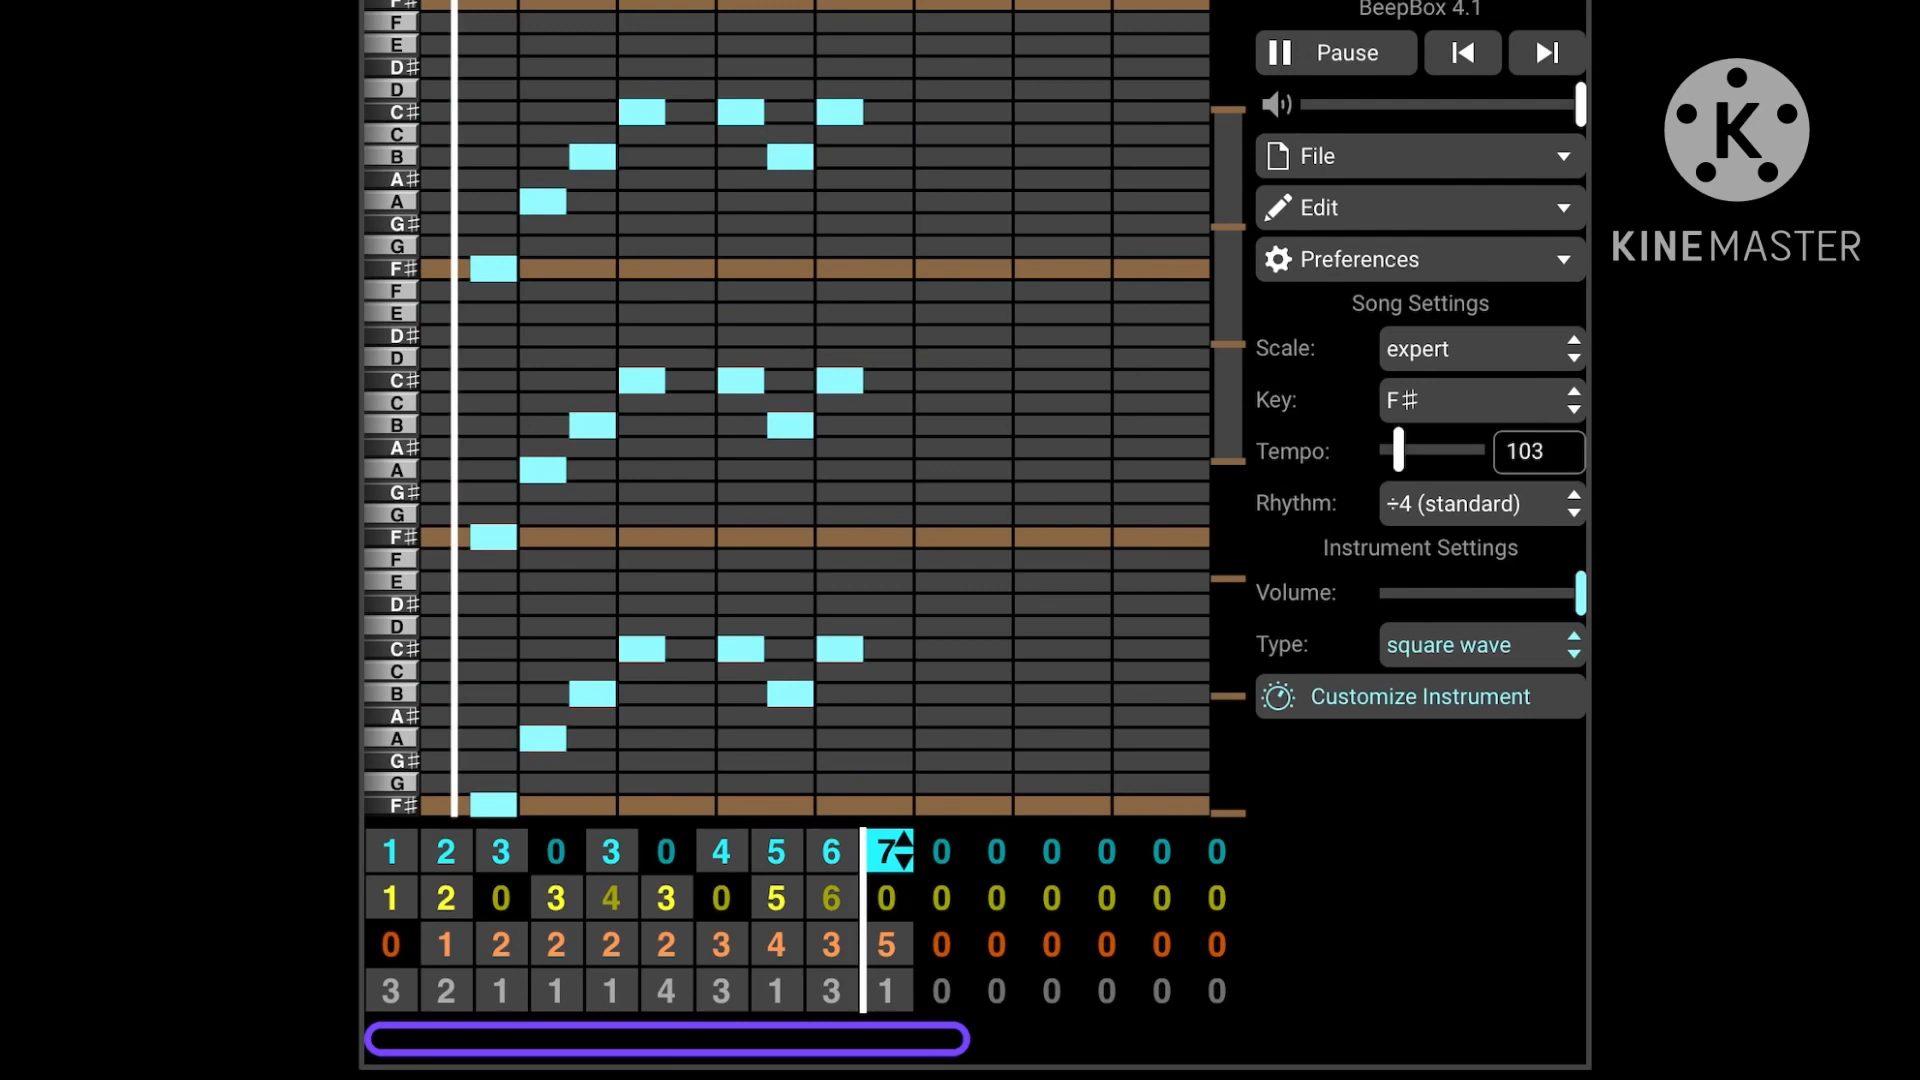 BeepBox 4.1
Pause
File
Edit
Preferences
Song Settings
Scale: expert
Key: F♯
Tempo: 103
Rhythm: ÷4 (standard)
Instrument Settings
Volume:
Type: square wave
Customize Instrument
K
KINEMASTER
F♯
F
E
D♯
D
C♯
C
B
A♯
A
G♯
G
F♯
F
E
D♯
D
C♯
C
B
A♯
A
G♯
G
F♯
F
E
D♯
D
C♯
C
B
A♯
A
G♯
G
F♯
1 2 3 0 3 0 4 5 6 7 0 0 0 0 0 0
1 2 0 3 4 3 0 5 6 0 0 0 0 0 0 0
0 1 2 2 2 2 3 4 3 5 0 0 0 0 0 0
3 2 1 1 1 4 3 1 3 1 0 0 0 0 0 0